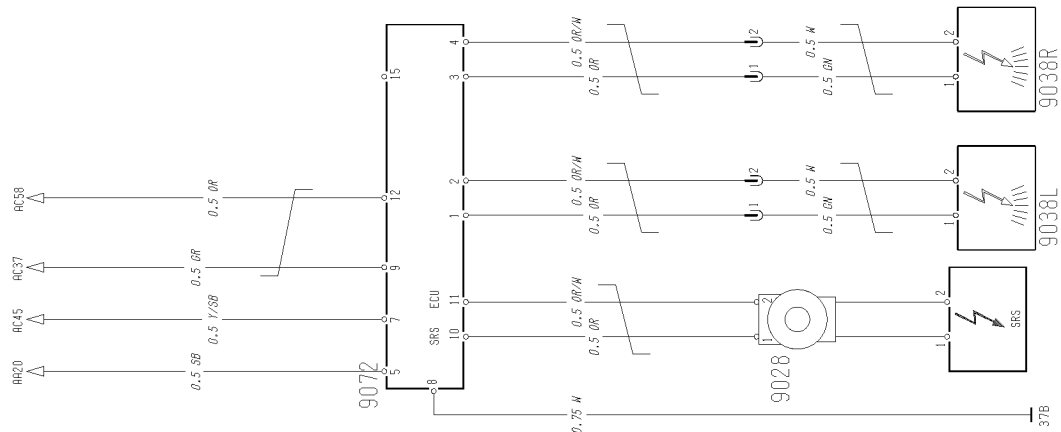 AC58
AC37
AC45
AA20
0.5 OR
0.5 GR
0.5 Y/SB
0.5 SB
12
9
7
5
15
9072
8
4
3
2
1
ECU
11
SRS
10
0.75 W
37B
0.5 OR/W
0.5 OR
2
1
0.5 W
0.5 GN
2
1
9038R
0.5 OR/W
0.5 OR
2
1
0.5 W
0.5 GN
2
1
9038L
0.5 OR/W
0.5 OR
2
1
9028
2
1
SRS